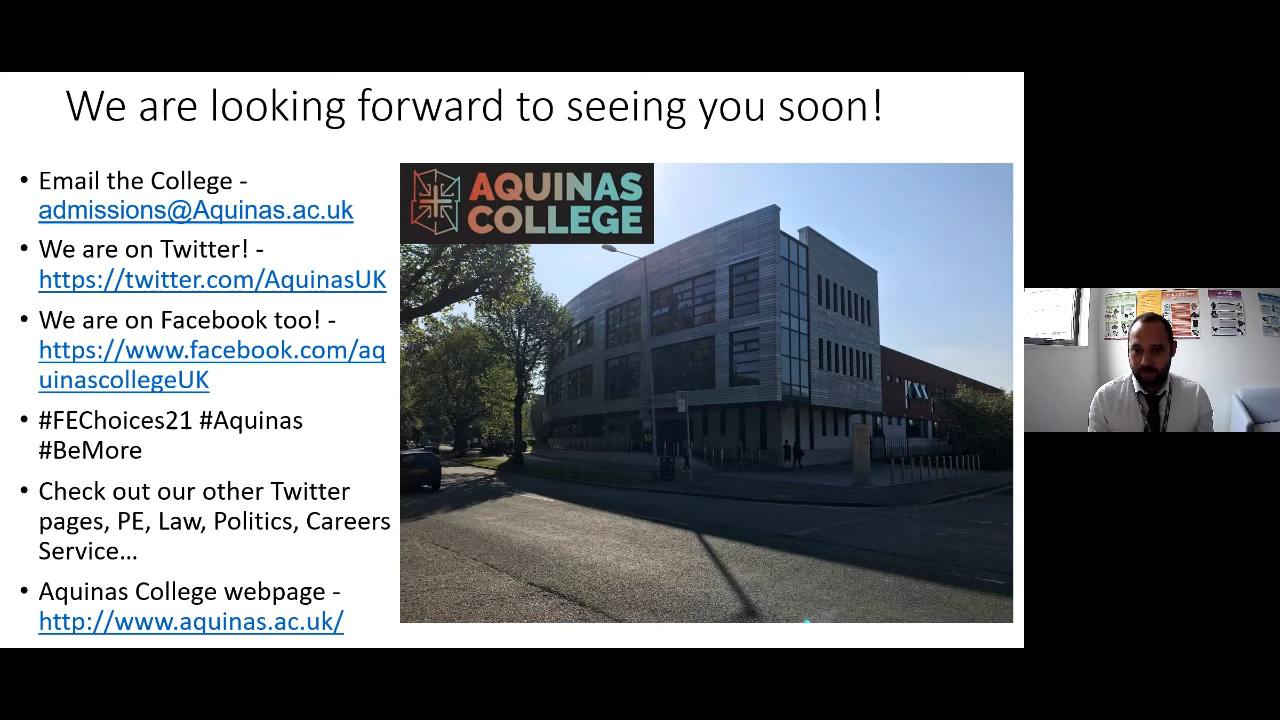 We are looking forward to seeing you soon!
• Email the College -
admissions@Aquinas.ac.uk
• We are on Twitter! -
https://twitter.com/AquinasUK
• We are on Facebook too! -
https://www.facebook.com/aq
uinascollegeUK
• #FEChoices21 #Aquinas
#BeMore
• Check out our other Twitter
pages, PE, Law, Politics, Careers
Service...
• Aquinas College webpage -
http://www.aquinas.ac.uk/
AQUINAS
COLLEGE